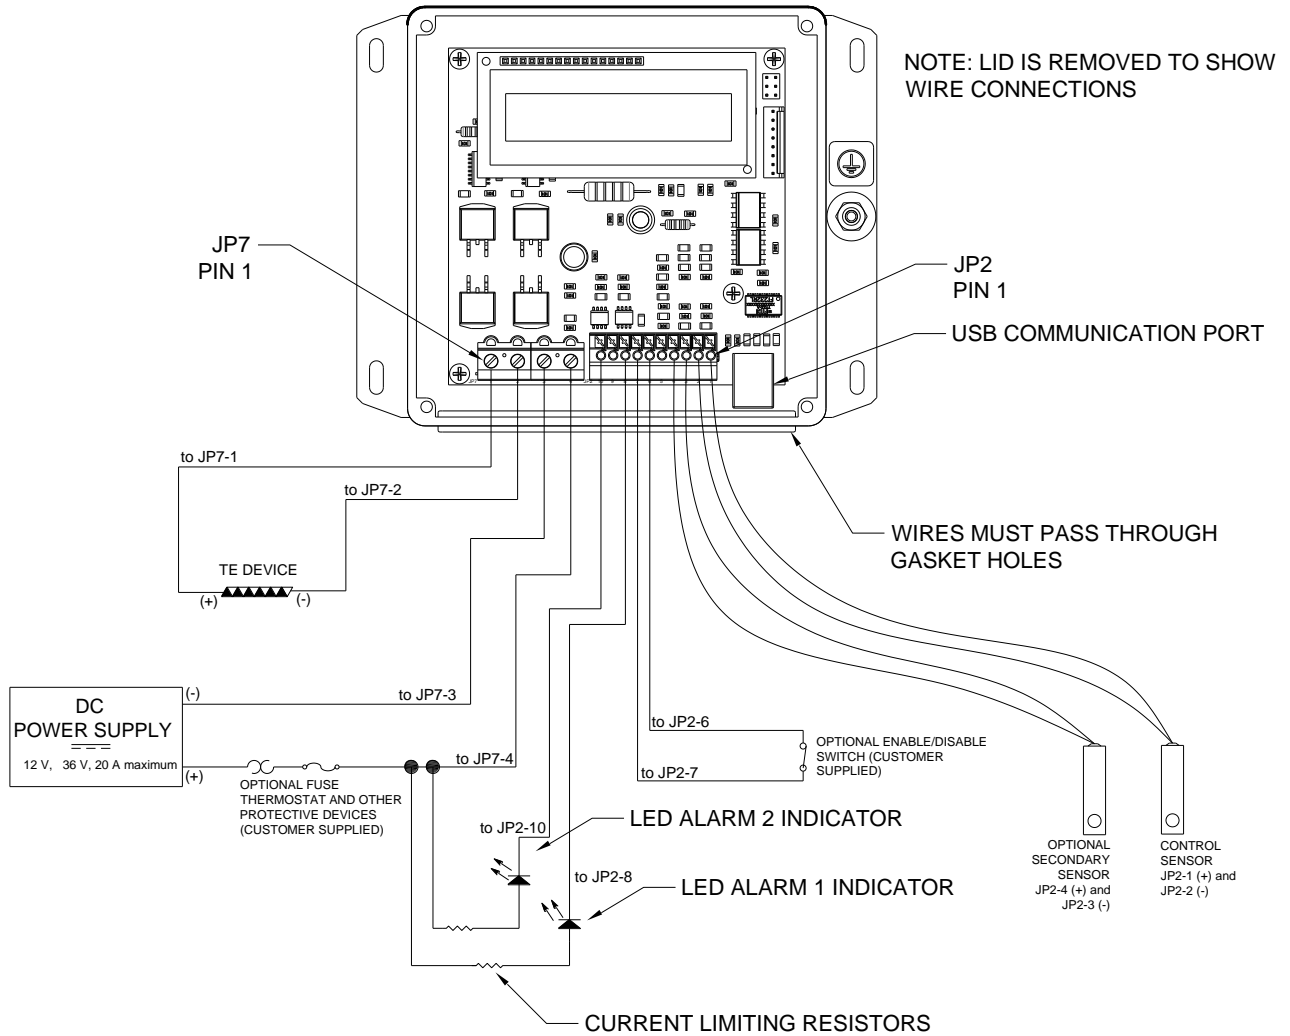 NOTE: LID IS REMOVED TO SHOW
WIRE CONNECTIONS
JP7
PIN 1
JP2
PIN 1
USB COMMUNICATION PORT
to JP7-1
to JP7-2
WIRES MUST PASS THROUGH
GASKET HOLES
TE DEVICE
(+)
(-)
DC
POWER SUPPLY
12 V, 36 V, 20 A maximum
(-)
(+)
to JP7-3
to JP7-4
OPTIONAL FUSE
THERMOSTAT AND OTHER
PROTECTIVE DEVICES
(CUSTOMER SUPPLIED)
to JP2-6
to JP2-7
OPTIONAL ENABLE/DISABLE
SWITCH (CUSTOMER
SUPPLIED)
to JP2-10
LED ALARM 2 INDICATOR
to JP2-8
LED ALARM 1 INDICATOR
OPTIONAL
SECONDARY
SENSOR
JP2-4 (+) and
JP2-3 (-)
CONTROL
SENSOR
JP2-1 (+) and
JP2-2 (-)
CURRENT LIMITING RESISTORS